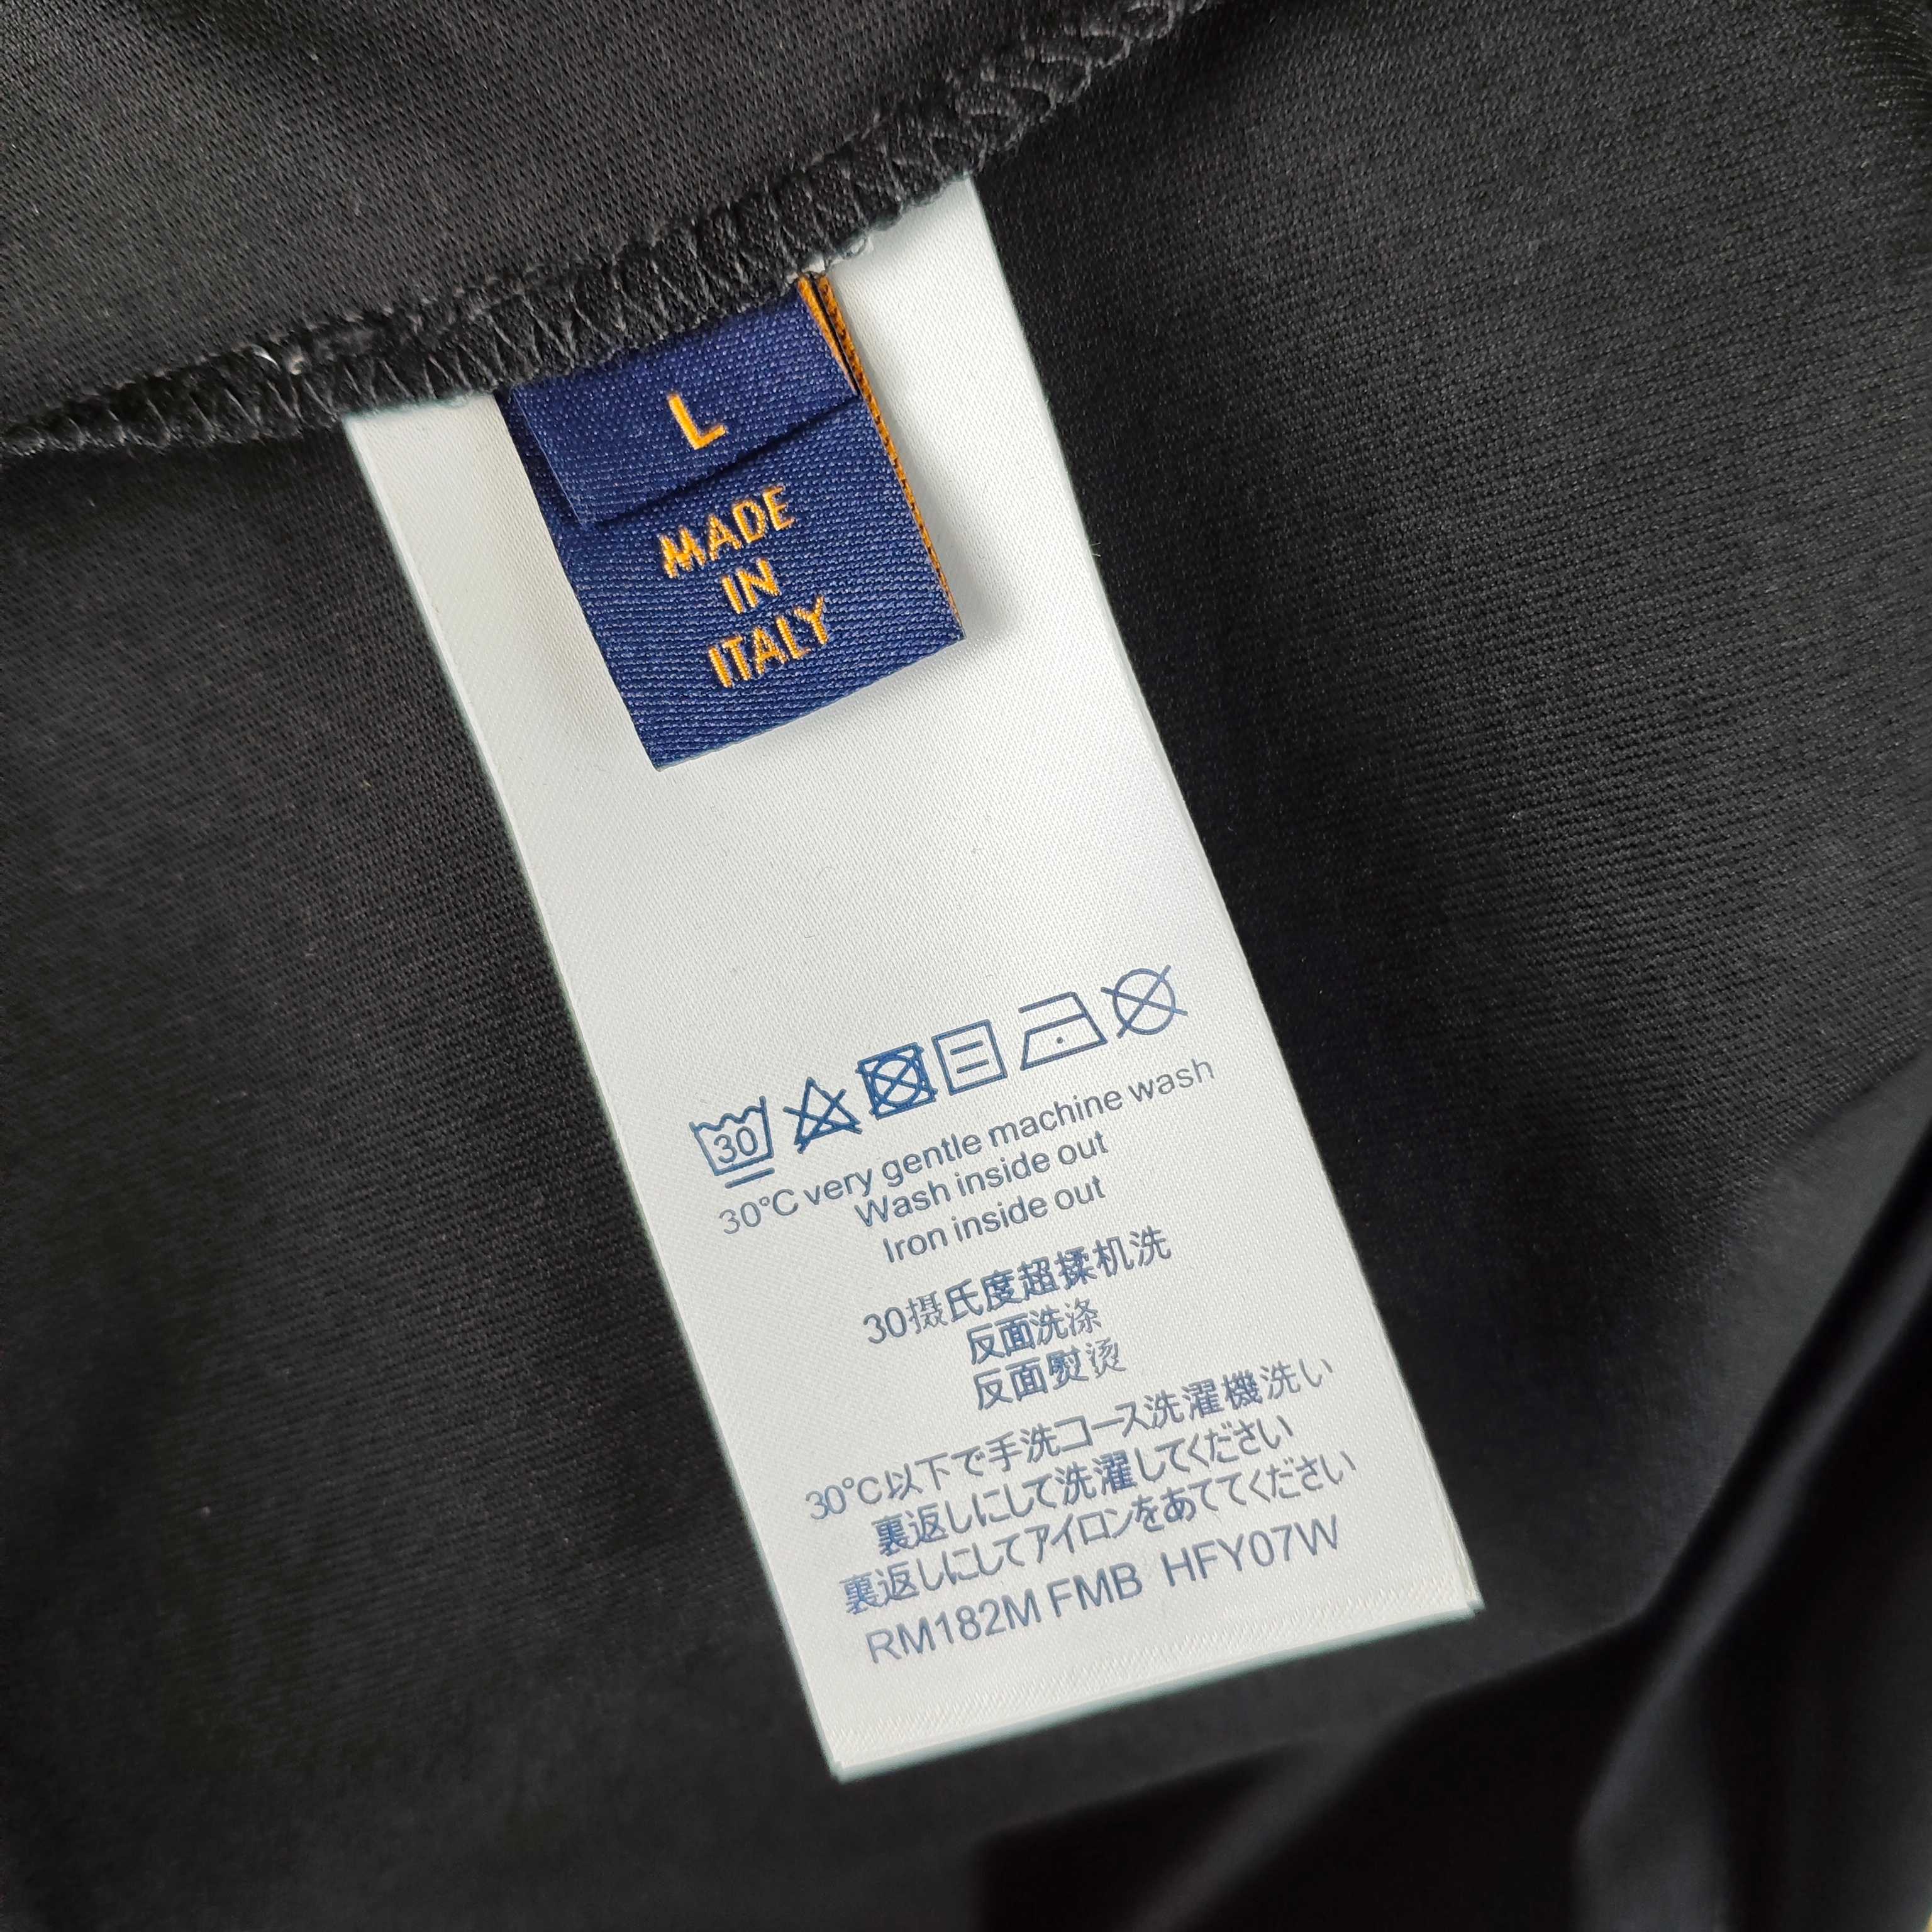 L
MADE
IN
ITALY
30
30°C very gentle machine wash
Wash inside out
Iron inside out
30摄氏度超揉机洗
反面洗涤
反面熨烫
30°C以下で手洗コース洗濯機洗い
裏返しにして洗濯してください
裏返しにしてアイロンをあててください
RM182M FMB HFY07W